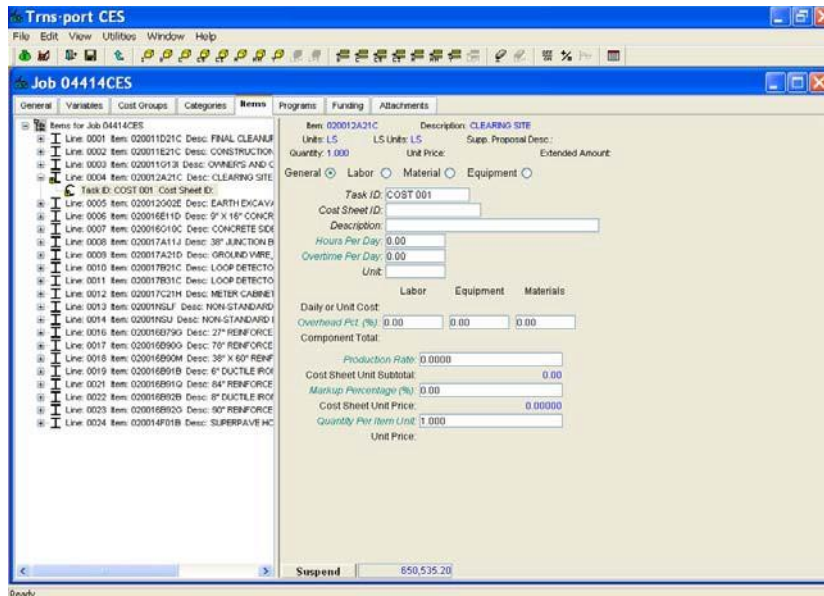 Trns·port CES
File Edit View Utilities Window Help
Job 04414CES
General Variables Cost Groups Categories Items Programs Funding Attachments
Items for Job 04414CES
Line: 0001 Item: 020011D21C Desc: FINAL CLEANUP
Line: 0002 Item: 020011E21C Desc: CONSTRUCTION
Line: 0003 Item: 020011G13I Desc: OWNER'S AND C
Line: 0004 Item: 020012A21C Desc: CLEARING SITE
Task ID: COST 001 Cost Sheet ID:
Line: 0005 Item: 020012G02E Desc: EARTH EXCAVA
Line: 0006 Item: 020016E11D Desc: 9" X 16" CONCR
Line: 0007 Item: 020016G10C Desc: CONCRETE SIDE
Line: 0008 Item: 020017A11J Desc: 38" JUNCTION B
Line: 0009 Item: 020017A21D Desc: GROUND WIRE,
Line: 0010 Item: 020017B21C Desc: LOOP DETECTO
Line: 0011 Item: 020017B31C Desc: LOOP DETECTO
Line: 0012 Item: 020017C21H Desc: METER CABINET
Line: 0013 Item: 02001NSLF Desc: NON-STANDARD
Line: 0014 Item: 02001NSU Desc: NON-STANDARD I
Line: 0016 Item: 020016B79G Desc: 27" REINFORCE
Line: 0017 Item: 020016B90G Desc: 78" REINFORCE
Line: 0018 Item: 020016B90M Desc: 38" X 60" REINF
Line: 0019 Item: 020016B91B Desc: 6" DUCTILE IRON
Line: 0021 Item: 020016B91Q Desc: 84" REINFORCE
Line: 0022 Item: 020016B92B Desc: 8" DUCTILE IRON
Line: 0023 Item: 020016B92G Desc: 90" REINFORCE
Line: 0024 Item: 020014F01B Desc: SUPERPAVE HC
Item: 020012A21C Description: CLEARING SITE
Units: LS LS Units: LS Supp. Proposal Desc.:
Quantity: 1.000 Unit Price: Extended Amount:
General Labor Material Equipment
Task ID: COST 001
Cost Sheet ID:
Description:
Hours Per Day: 0.00
Overtime Per Day: 0.00
Unit:
Labor Equipment Materials
Daily or Unit Cost:
Overhead Pct. (%): 0.00 0.00 0.00
Component Total:
Production Rate: 0.0000
Cost Sheet Unit Subtotal: 0.00
Markup Percentage (%): 0.00
Cost Sheet Unit Price: 0.00000
Quantity Per Item Unit: 1.000
Unit Price:
Suspend 650,535.20
Ready